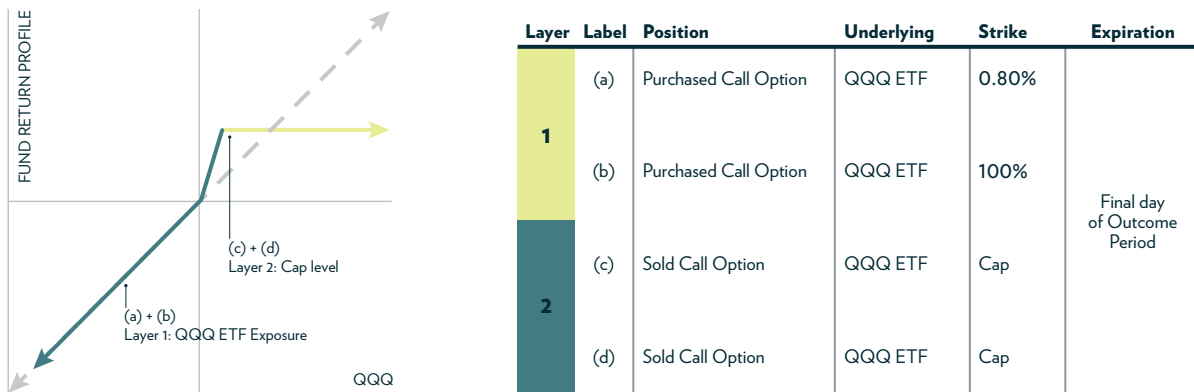 FUND RETURN PROFILE
(c) + (d)
Layer 2: Cap level
(a) + (b)
Layer 1: QQQ ETF Exposure
QQQ
Layer Label Position Underlying Strike Expiration
1
(a) Purchased Call Option QQQ ETF 0.80%
(b) Purchased Call Option QQQ ETF 100%
2
(c) Sold Call Option QQQ ETF Cap
(d) Sold Call Option QQQ ETF Cap
Final day
of Outcome
Period